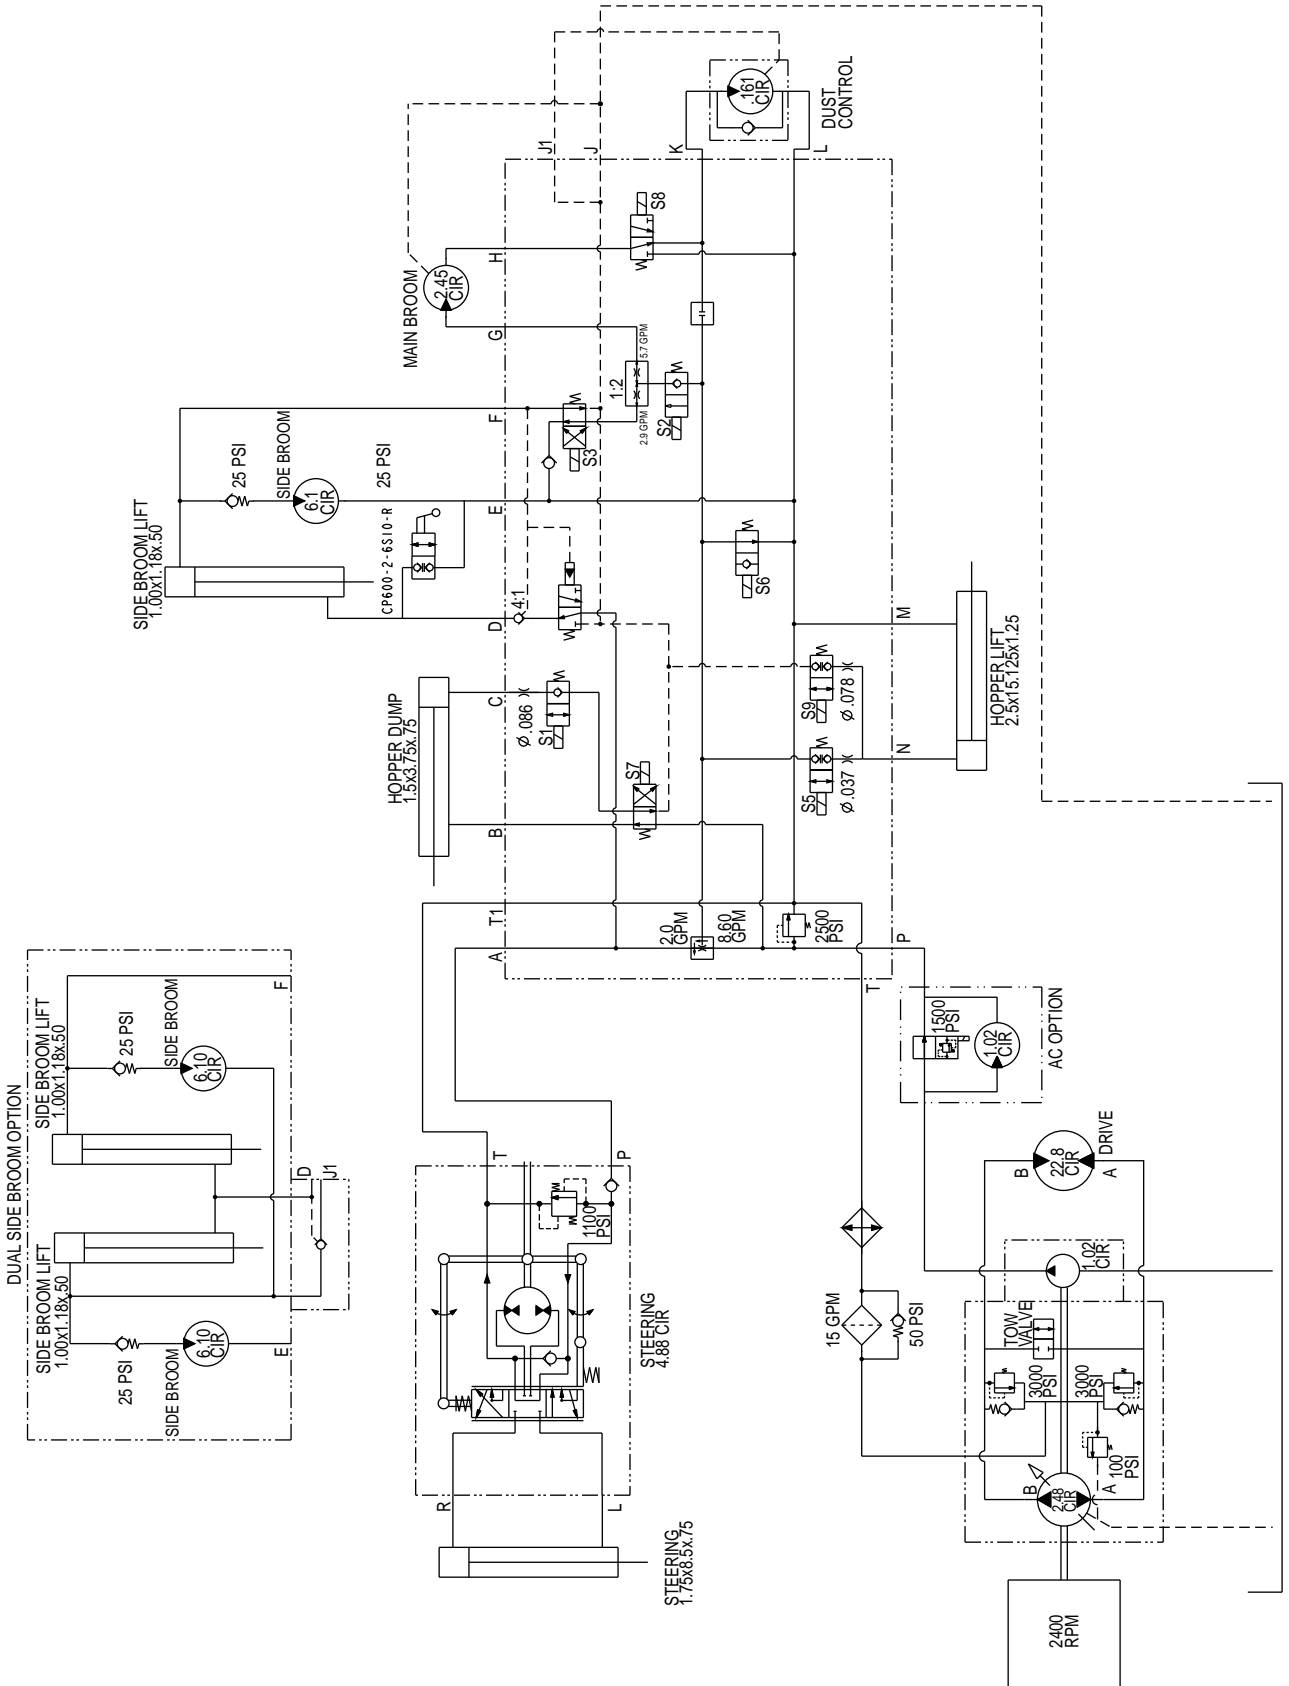 DUAL SIDE BROOM OPTION
SIDE BROOM LIFT
1.00x1.18x.50
25 PSI
SIDE BROOM
6.10
CIR
E
SIDE BROOM LIFT
1.00x1.18x.50
25 PSI
SIDE BROOM
6.10
CIR
F
D
J1
SIDE BROOM LIFT
1.00x1.18x.50
25 PSI
SIDE BROOM
6.1
CIR
25 PSI
CP600-2-6S10-R
MAIN BROOM
2.45
CIR
DUST
CONTROL
.161
CIR
HOPPER DUMP
1.5x3.75x.75
HOPPER LIFT
2.5x15.125x1.25
A
T1
B
C
D
E
F
G
H
J
J1
K
L
M
N
P
T
Ø.086
S1
4:1
S3
1:2
2.9 GPM
5.7 GPM
S2
S8
S7
S6
S9
Ø.078
S5
Ø.037
2.0
GPM
8.60
GPM
2500
PSI
STEERING
1.75x8.5x.75
R
L
T
P
1100
PSI
STEERING
4.88 CIR
AC OPTION
1500
PSI
1.02
CIR
15 GPM
50 PSI
DRIVE
22.8
CIR
B
A
1.02
CIR
TOW
VALVE
3000
PSI
3000
PSI
100
PSI
2.48
CIR
B
A
2400
RPM